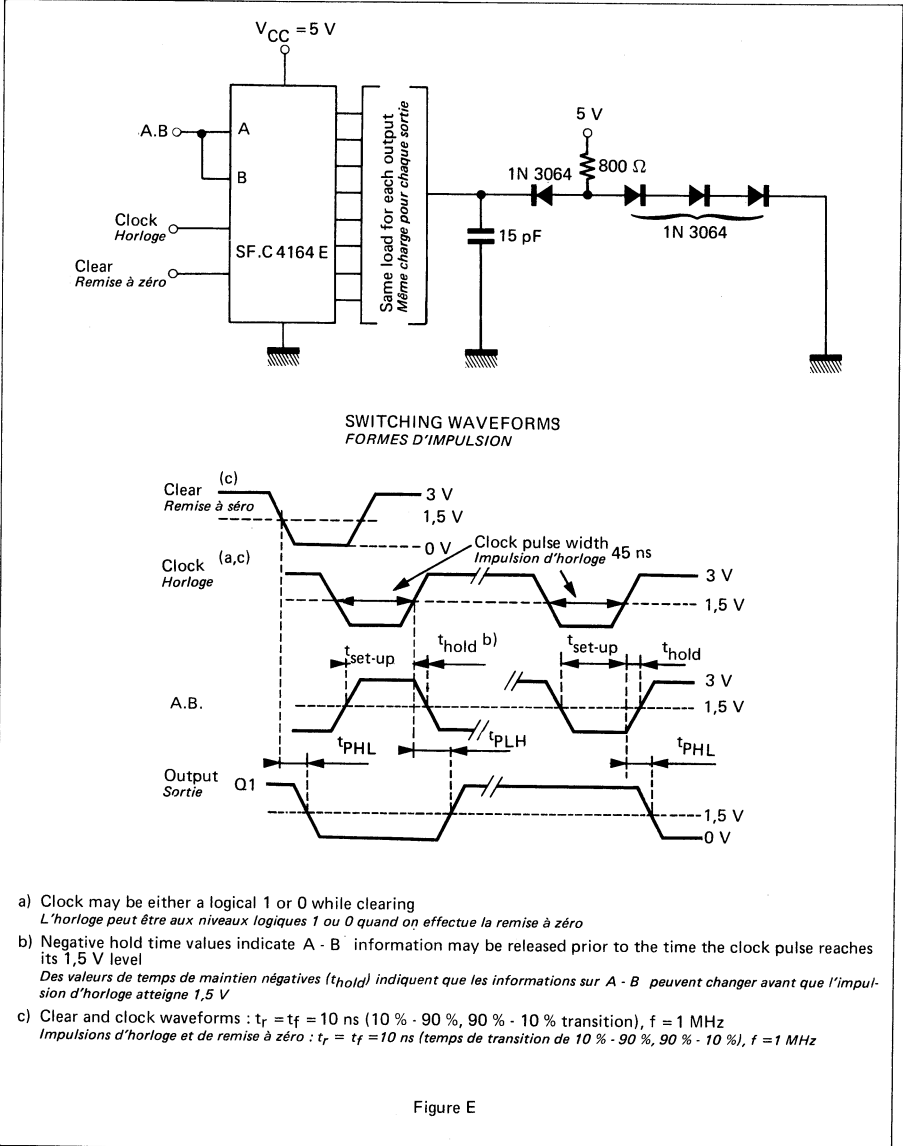 VCC = 5 V
A.B
A
B
Clock
Horloge
Clear
Remise à zéro
SF.C 4164 E
Same load for each output
Même charge pour chaque sortie
5 V
800 Ω
1N 3064
15 pF
1N 3064
SWITCHING WAVEFORMS
FORMES D'IMPULSION
Clear (c)
Remise à séro
3 V
1,5 V
0 V
Clock (a,c)
Horloge
Clock pulse width
Impulsion d'horloge 45 ns
3 V
1,5 V
tset-up
thold b)
tset-up
thold
A.B.
3 V
1,5 V
tPHL
tPLH
tPHL
Output Q1
Sortie
1,5 V
0 V
a) Clock may be either a logical 1 or 0 while clearing
L'horloge peut être aux niveaux logiques 1 ou 0 quand on effectue la remise à zéro
b) Negative hold time values indicate A - B information may be released prior to the time the clock pulse reaches
its 1,5 V level
Des valeurs de temps de maintien négatives (thold) indiquent que les informations sur A - B peuvent changer avant que l'impul-
sion d'horloge atteigne 1,5 V
c) Clear and clock waveforms : tr = tf = 10 ns (10 % - 90 %, 90 % - 10 % transition), f = 1 MHz
Impulsions d'horloge et de remise à zéro : tr = tf = 10 ns (temps de transition de 10 % - 90 %, 90 % - 10 %), f = 1 MHz
Figure E